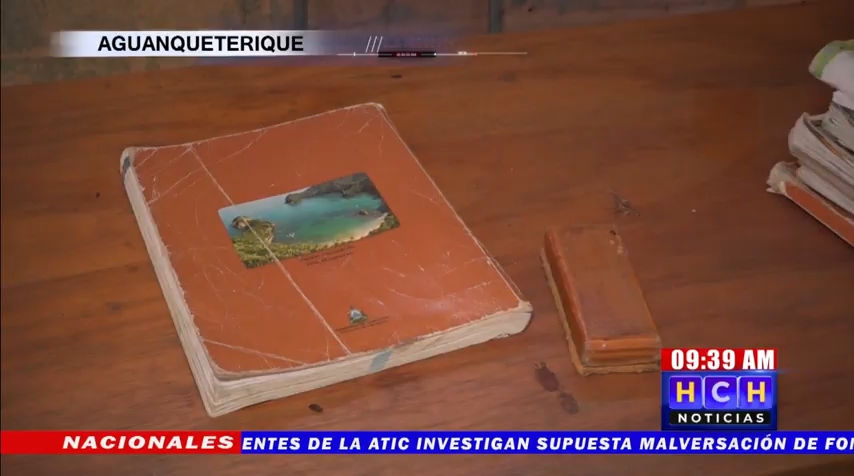 AGUANQUETERIQUE
09:39 AM
HCH
NOTICIAS
NACIONALES
ENTES DE LA ATIC INVESTIGAN SUPUESTA MALVERSACIÓN DE FO